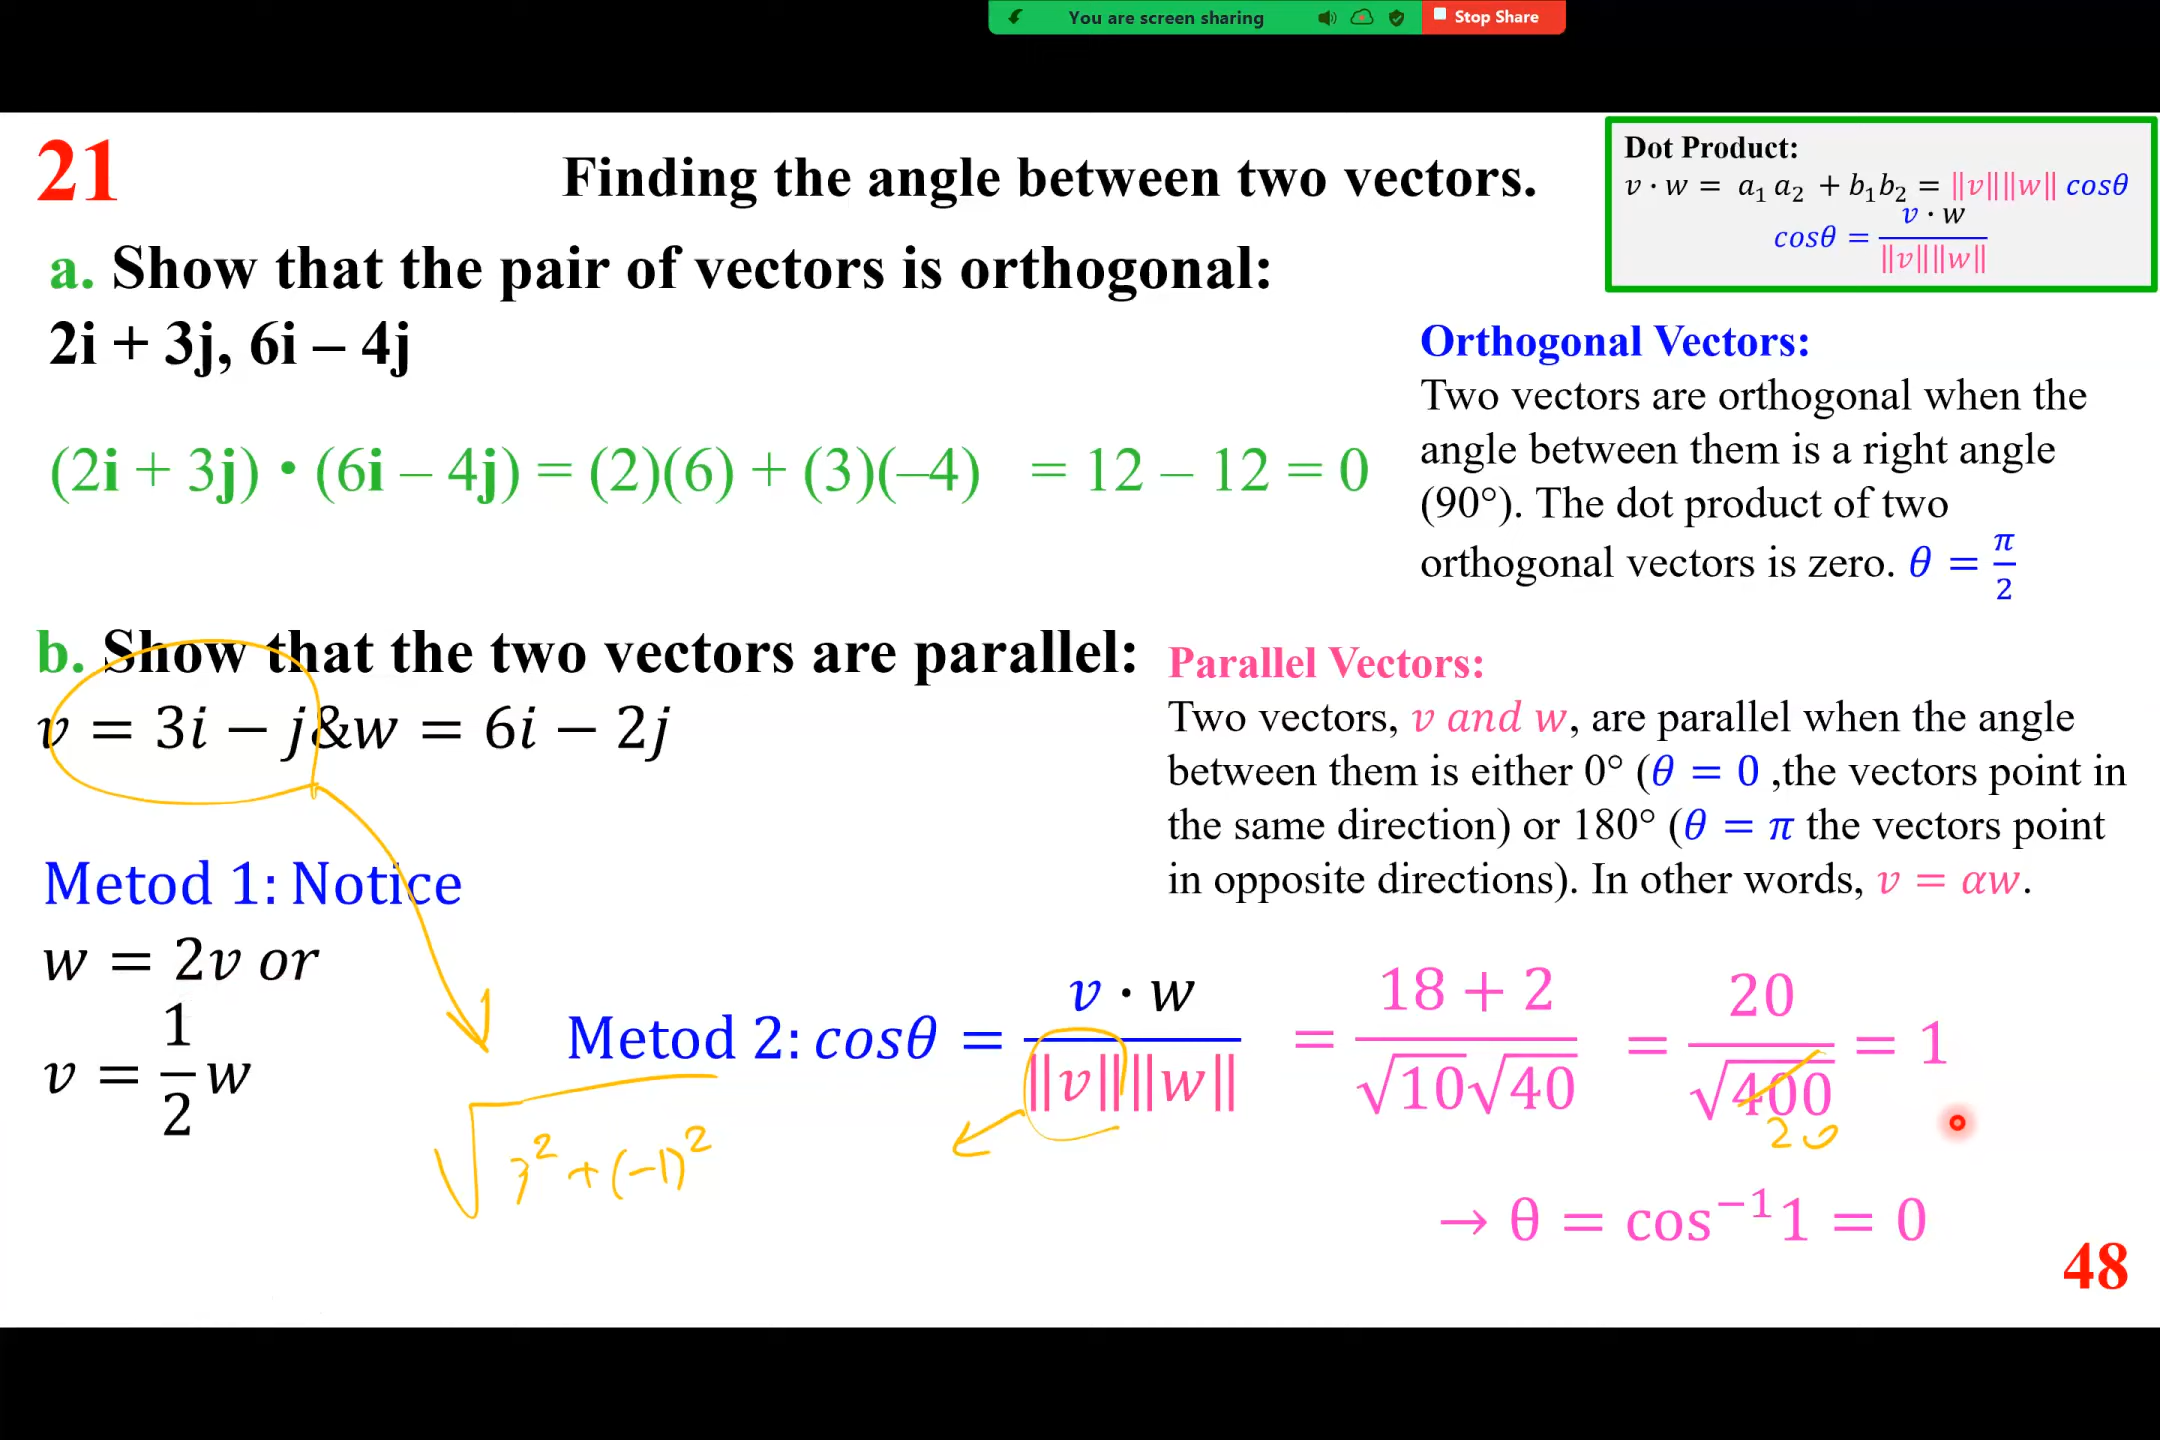 You are screen sharing Stop Share
21
Finding the angle between two vectors.
Dot Product:
v · w = a₁ a₂ + b₁b₂ = ‖v‖‖w‖ cosθ
cosθ = v · w / ‖v‖‖w‖
a. Show that the pair of vectors is orthogonal:
2i + 3j, 6i – 4j
(2i + 3j) • (6i – 4j) = (2)(6) + (3)(–4) = 12 – 12 = 0
Orthogonal Vectors:
Two vectors are orthogonal when the
angle between them is a right angle
(90°). The dot product of two
orthogonal vectors is zero. θ = π/2
b. Show that the two vectors are parallel:
v = 3i − j&w = 6i − 2j
Parallel Vectors:
Two vectors, v and w, are parallel when the angle
between them is either 0° (θ = 0 ,the vectors point in
the same direction) or 180° (θ = π the vectors point
in opposite directions). In other words, v = αw.
Metod 1: Notice
w = 2v or
v = 1/2 w
Metod 2: cosθ = v · w / ‖v‖‖w‖ = 18 + 2 / √10√40 = 20 / √400 = 1
20
√3² + (-1)²
→ θ = cos⁻¹1 = 0
48